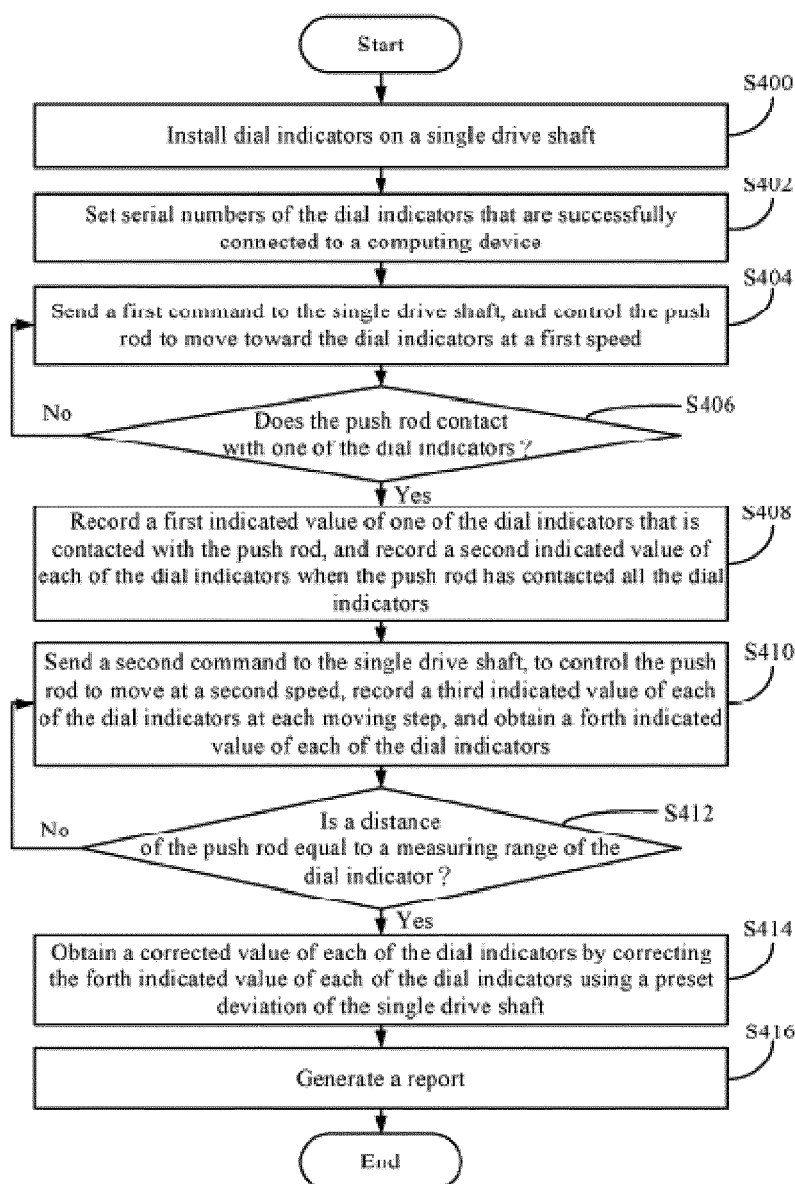 Start
S400
Install dial indicators on a single drive shaft
S402
Set serial numbers of the dial indicators that are successfully
connected to a computing device
S404
Send a first command to the single drive shaft, and control the push
rod to move toward the dial indicators at a first speed
No
S406
Does the push rod contact
with one of the dial indicators ?
Yes
S408
Record a first indicated value of one of the dial indicators that is
contacted with the push rod, and record a second indicated value of
each of the dial indicators when the push rod has contacted all the dial
indicators
S410
Send a second command to the single drive shaft, to control the push
rod to move at a second speed, record a third indicated value of each
of the dial indicators at each moving step, and obtain a forth indicated
value of each of the dial indicators
No
S412
Is a distance
of the push rod equal to a measuring range of the
dial indicator ?
Yes
S414
Obtain a corrected value of each of the dial indicators by correcting
the forth indicated value of each of the dial indicators using a preset
deviation of the single drive shaft
S416
Generate a report
End